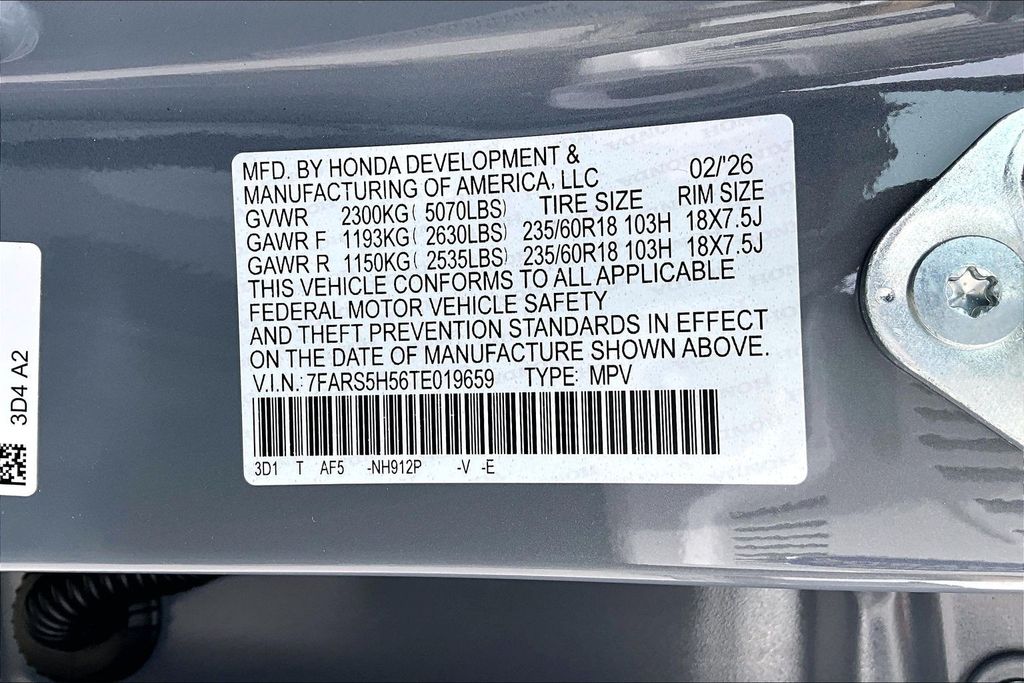 MFD. BY HONDA DEVELOPMENT &
MANUFACTURING OF AMERICA, LLC 02/'26
GVWR 2300KG( 5070LBS) TIRE SIZE RIM SIZE
GAWR F 1193KG( 2630LBS) 235/60R18 103H 18X7.5J
GAWR R 1150KG( 2535LBS) 235/60R18 103H 18X7.5J
THIS VEHICLE CONFORMS TO ALL APPLICABLE
FEDERAL MOTOR VEHICLE SAFETY
AND THEFT PREVENTION STANDARDS IN EFFECT
ON THE DATE OF MANUFACTURE SHOWN ABOVE.
V.I.N.: 7FARS5H56TE019659 TYPE: MPV
3D1 T AF5 -NH912P -V -E
3D4 A2